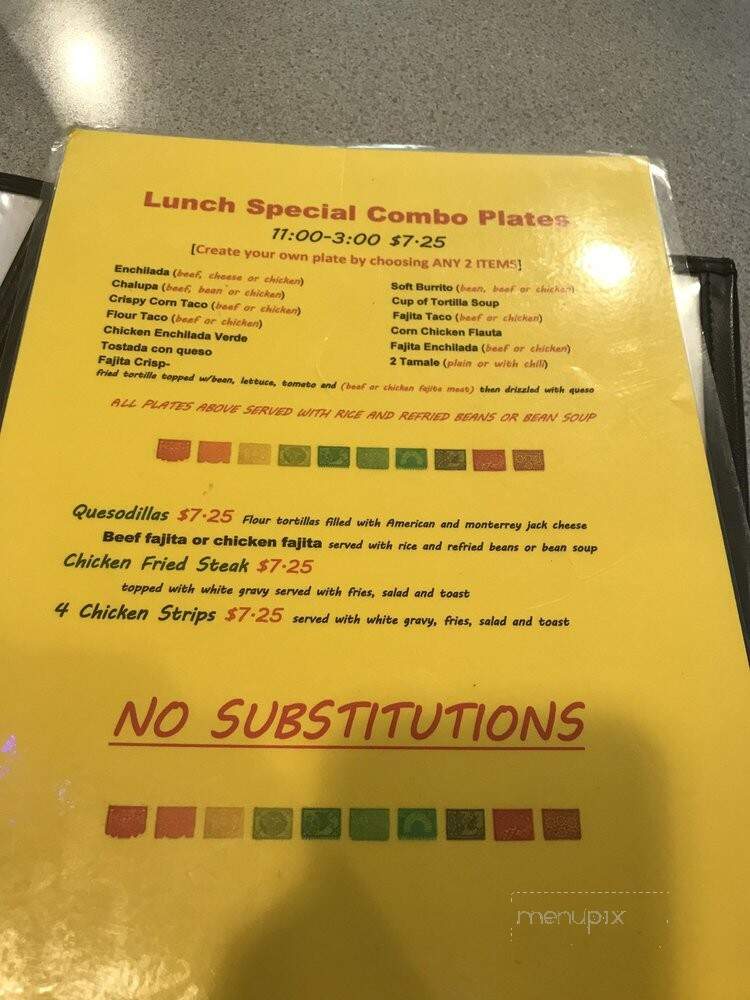 Lunch Special Combo Plates
11:00-3:00 $7.25
[Create your own plate by choosing ANY 2 ITEMS]
Enchilada (beef, cheese or chicken)
Chalupa (beef, bean or chicken)
Crispy Corn Taco (beef or chicken)
Flour Taco (beef or chicken)
Chicken Enchilada Verde
Tostada con queso
Fajita Crisp-
Soft Burrito (bean, beef or chicken)
Cup of Tortilla Soup
Fajita Taco (beef or chicken)
Corn Chicken Flauta
Fajita Enchilada (beef or chicken)
2 Tamale (plain or with chili)
fried tortilla topped w/bean, lettuce, tomato and (beef or chicken fajita meat) then drizzled with queso
ALL PLATES ABOVE SERVED WITH RICE AND REFRIED BEANS OR BEAN SOUP
Quesodillas $7.25 Flour tortillas filled with American and monterrey jack cheese
Beef fajita or chicken fajita served with rice and refried beans or bean soup
Chicken Fried Steak $7.25
topped with white gravy served with fries, salad and toast
4 Chicken Strips $7.25 served with white gravy, fries, salad and toast
NO SUBSTITUTIONS
menupix